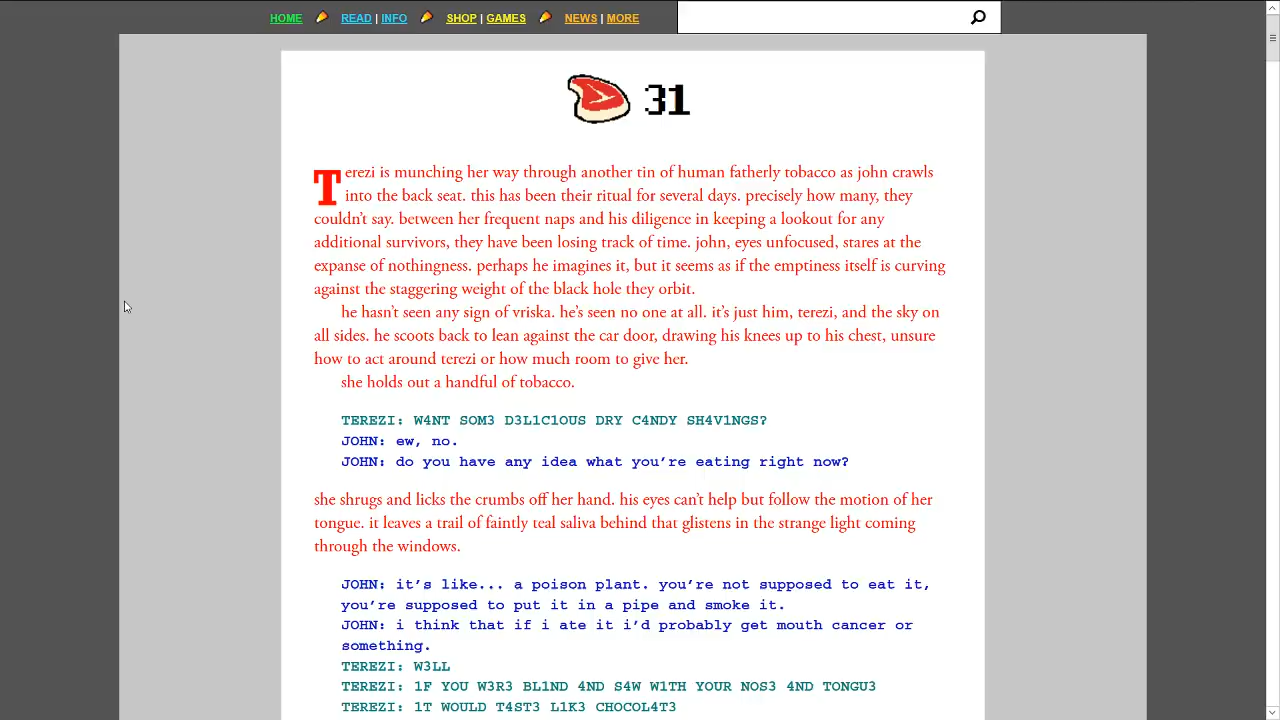 HOME READ | INFO SHOP | GAMES NEWS | MORE
31
Terezi is munching her way through another tin of human fatherly tobacco as john crawls
into the back seat. this has been their ritual for several days. precisely how many, they
couldn't say. between her frequent naps and his diligence in keeping a lookout for any
additional survivors, they have been losing track of time. john, eyes unfocused, stares at the
expanse of nothingness. perhaps he imagines it, but it seems as if the emptiness itself is curving
against the staggering weight of the black hole they orbit.
he hasn't seen any sign of vriska. he's seen no one at all. it's just him, terezi, and the sky on
all sides. he scoots back to lean against the car door, drawing his knees up to his chest, unsure
how to act around terezi or how much room to give her.
she holds out a handful of tobacco.
TEREZI: W4NT SOM3 D3L1C1OUS DRY C4NDY SH4V1NGS?
JOHN: ew, no.
JOHN: do you have any idea what you're eating right now?
she shrugs and licks the crumbs off her hand. his eyes can't help but follow the motion of her
tongue. it leaves a trail of faintly teal saliva behind that glistens in the strange light coming
through the windows.
JOHN: it's like... a poison plant. you're not supposed to eat it,
you're supposed to put it in a pipe and smoke it.
JOHN: i think that if i ate it i'd probably get mouth cancer or
something.
TEREZI: W3LL
TEREZI: 1F YOU W3R3 BL1ND 4ND S4W W1TH YOUR NOS3 4ND TONGU3
TEREZI: 1T WOULD T4ST3 L1K3 CHOCOL4T3